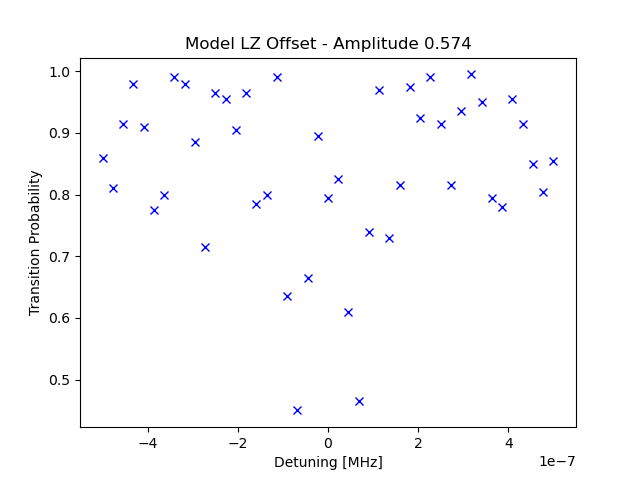 Model LZ Offset - Amplitude 0.574
Transition Probability
1.0
0.9
0.8
0.7
0.6
0.5
−4
−2
0
2
4
1e−7
Detuning [MHz]